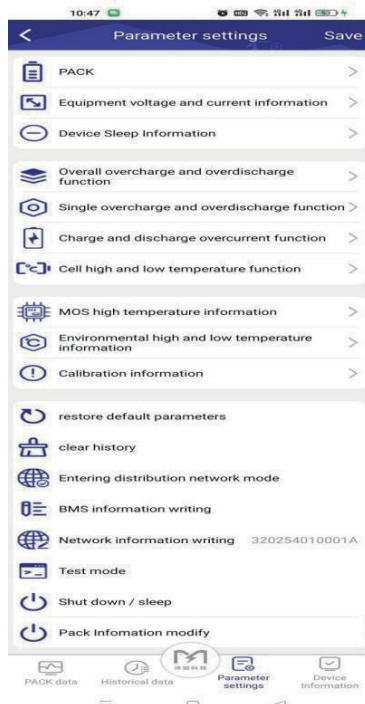 10:47
Parameter settings
Save
PACK
Equipment voltage and current information
Device Sleep Information
Overall overcharge and overdischarge
function
Single overcharge and overdischarge function
Charge and discharge overcurrent function
Cell high and low temperature function
MOS high temperature information
Environmental high and low temperature
information
Calibration information
restore default parameters
clear history
Entering distribution network mode
BMS information writing
Network information writing 320254010001A
Test mode
Shut down / sleep
Pack Infomation modify
PACK data
Historical data
Parameter
settings
Device
Information